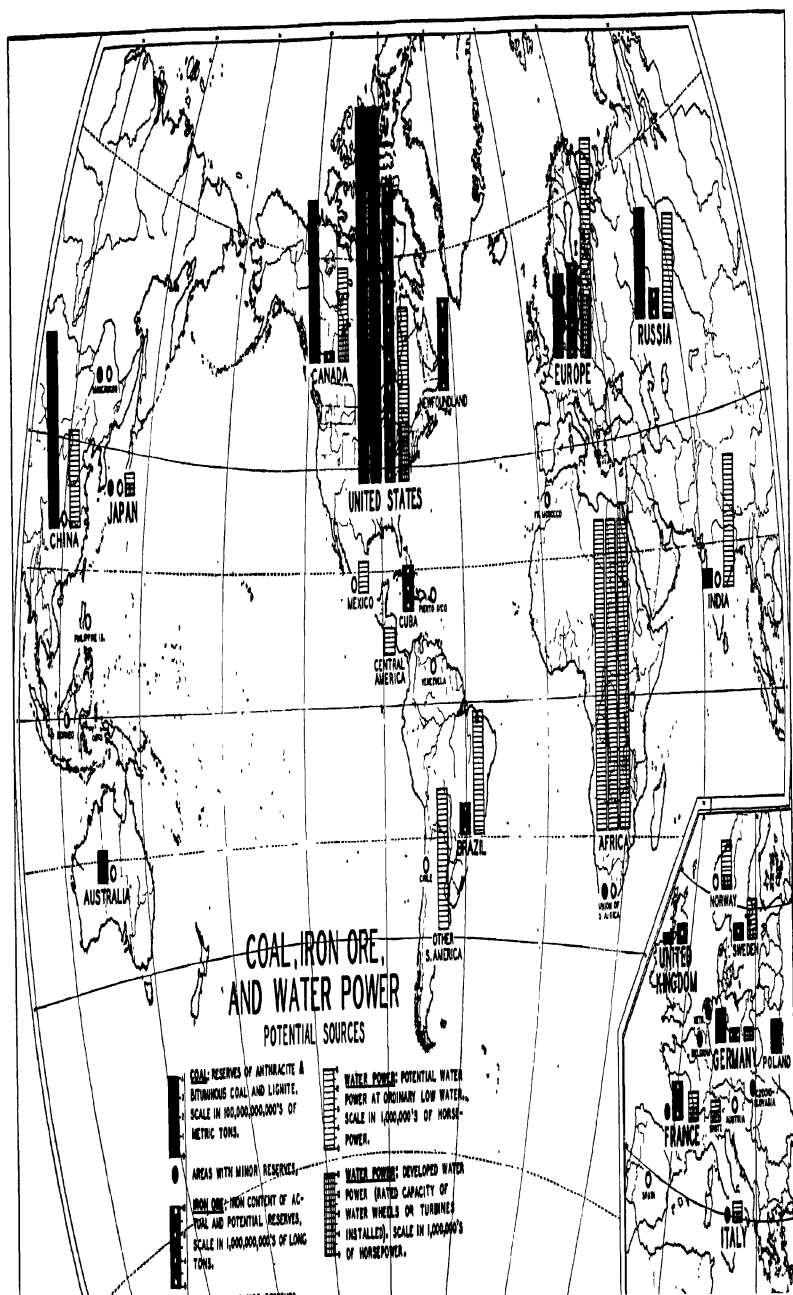 CANADA
UNITED STATES
NEWFOUNDLAND
EUROPE
RUSSIA
CHINA
JAPAN
MEXICO
CUBA
PUERTO RICO
CENTRAL
AMERICA
VENEZUELA
FR. MOROCCO
INDIA
PHILIPPINE IS.
BORNEO
AUSTRALIA
CHILE
BRAZIL
OTHER
S. AMERICA
AFRICA
UNION OF
S. AFRICA
NORWAY
SWEDEN
UNITED
KINGDOM
GERMANY
POLAND
FRANCE
AUSTRIA
SPAIN
ITALY
COAL, IRON ORE,
AND WATER POWER
POTENTIAL SOURCES
COAL: RESERVES OF ANTHRACITE &
BITUMINOUS COAL AND LIGNITE.
SCALE IN 100,000,000,000'S OF
METRIC TONS.
AREAS WITH MINOR RESERVES.
IRON ORE: IRON CONTENT OF AC-
TUAL AND POTENTIAL RESERVES,
SCALE IN 1,000,000,000'S OF LONG
TONS.
WATER POWER: POTENTIAL WATER
POWER AT ORDINARY LOW WATER.
SCALE IN 1,000,000'S OF HORSE-
POWER.
WATER POWER: DEVELOPED WATER
POWER (RATED CAPACITY OF
WATER WHEELS OR TURBINES
INSTALLED). SCALE IN 1,000,000'S
OF HORSEPOWER.